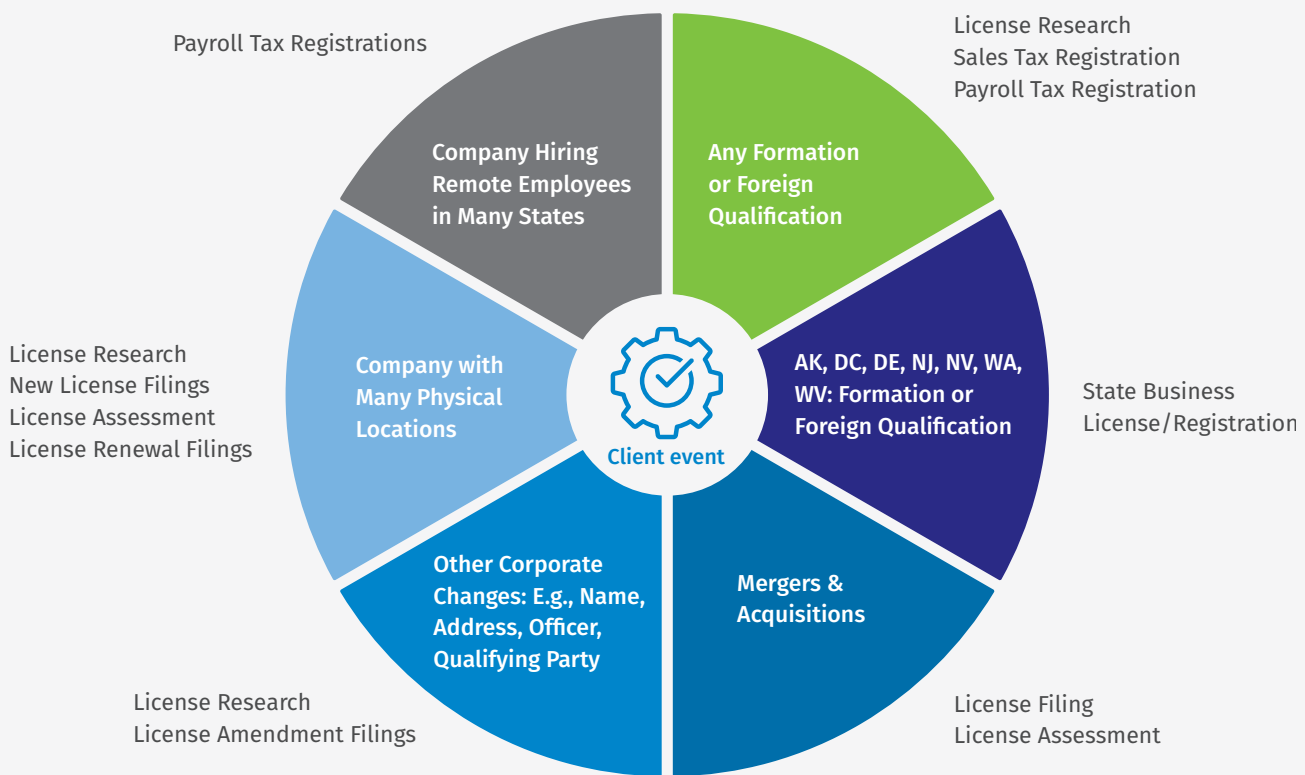 Payroll Tax Registrations
License Research
Sales Tax Registration
Payroll Tax Registration
Company Hiring
Remote Employees
in Many States
Any Formation
or Foreign
Qualification
License Research
New License Filings
License Assessment
License Renewal Filings
Company with
Many Physical
Locations
Client event
AK, DC, DE, NJ, NV, WA,
WV: Formation or
Foreign Qualification
State Business
License/Registration
Other Corporate
Changes: E.g., Name,
Address, Officer,
Qualifying Party
Mergers &
Acquisitions
License Research
License Amendment Filings
License Filing
License Assessment